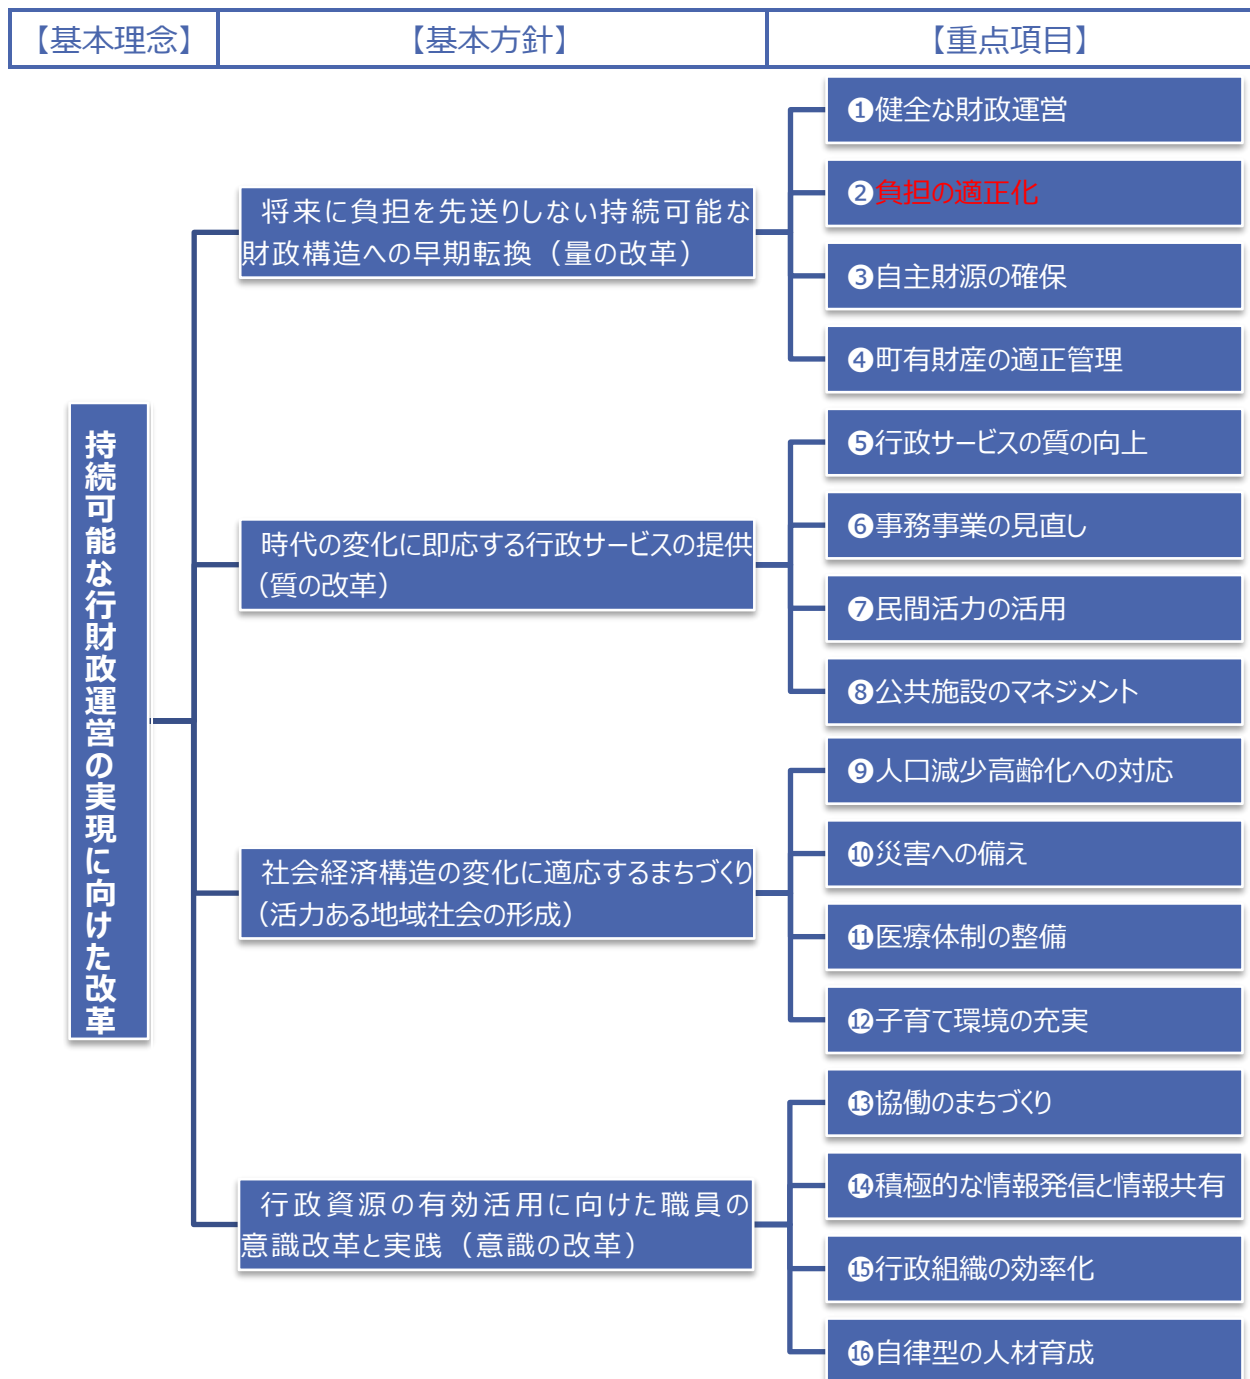 【基本理念】
【基本方針】
【重点項目】
持続可能な行財政運営の実現に向けた改革
将来に負担を先送りしない持続可能な
財政構造への早期転換（量の改革）
❶健全な財政運営
❷負担の適正化
❸自主財源の確保
❹町有財産の適正管理
時代の変化に即応する行政サービスの提供
（質の改革）
❺行政サービスの質の向上
❻事務事業の見直し
❼民間活力の活用
❽公共施設のマネジメント
社会経済構造の変化に適応するまちづくり
（活力ある地域社会の形成）
❾人口減少高齢化への対応
❿災害への備え
⓫医療体制の整備
⓬子育て環境の充実
行政資源の有効活用に向けた職員の
意識改革と実践（意識の改革）
⓭協働のまちづくり
⓮積極的な情報発信と情報共有
⓯行政組織の効率化
⓰自律型の人材育成